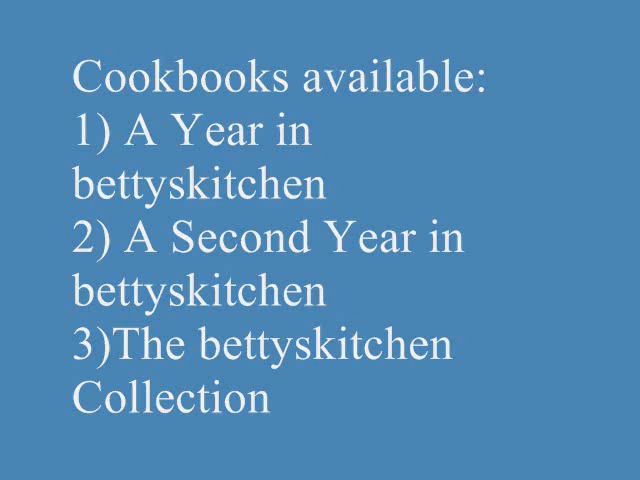 Cookbooks available:
1) A Year in
bettyskitchen
2) A Second Year in
bettyskitchen
3)The bettyskitchen
Collection